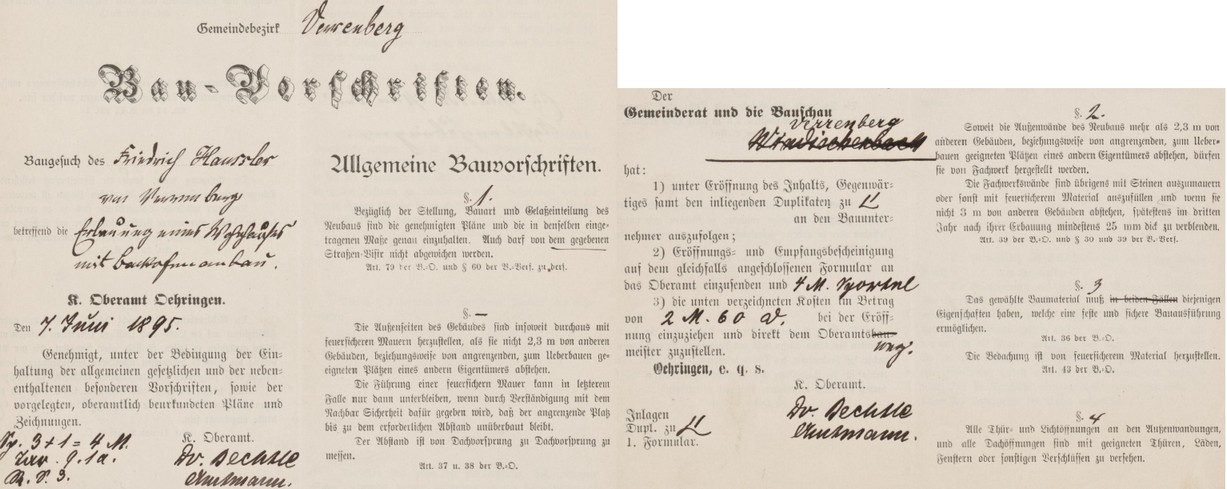 Gemeindebezirk Verrenberg
Bau-Vorschriften.
Baugesuch des Friedrich Haussler
von Verrenberg
betreffend die Erbauung eines
mit Backofenanbau.
K. Oberamt Oehringen.
Den 7. Juni 1895.
Genehmigt, unter der Bedingung der Ein-
haltung der allgemeinen gesetzlichen und der neben-
enthaltenen besonderen Vorschriften, sowie der
vorgelegten, oberamtlich beurkundeten Pläne und
Zeichnungen.
Sp. 3 + 1 = 4 M.
K. Oberamt.
Dr. Bechtle
Amtmann.
Allgemeine Bauvorschriften.
§. 1.
Bezüglich der Stellung, Bauart und Gelaßeinteilung des
Neubaus sind die genehmigten Pläne und die in denselben einge-
tragenen Maße genau einzuhalten. Auch darf von dem gegebenen
Straßen-Visir nicht abgewichen werden.
Art. 79 der B.-O. und § 60 der B.-Verf. zu ders.
§. —
Die Außenseiten des Gebäudes sind insoweit durchaus mit
feuersicheren Mauern herzustellen, als sie nicht 2,3 m von anderen
Gebäuden, beziehungsweise von angrenzenden, zum Ueberbauen ge-
eigneten Plätzen eines andern Eigentümers abstehen.
Die Führung einer feuersichern Mauer kann in letzterem
Falle nur dann unterbleiben, wenn durch Verständigung mit dem
Nachbar Sicherheit dafür gegeben wird, daß der angrenzende Platz
bis zu dem erforderlichen Abstand unüberbaut bleibt.
Der Abstand ist von Dachvorsprung zu Dachvorsprung zu
messen.
Art. 37 u. 38 der B.-O.
Der
Gemeinderat und die Bauschau
Verrenberg
Windischenbach
hat:
1) unter Eröffnung des Inhalts, Gegenwär-
tiges samt den inliegenden Duplikaten zu
an den Bauunter-
nehmer auszufolgen;
2) Eröffnungs- und Empfangsbescheinigung
auf dem gleichfalls angeschlossenen Formular an
das Oberamt einzusenden und 4 M. Sportel
3) die unten verzeichneten Kosten im Betrag
von 2 M. 60 d. bei der Eröff-
nung einzuziehen und direkt dem Oberamtsbau-
meister zuzustellen.
Oehringen, e. q. s.
K. Oberamt.
Inlagen
Dupl. zu
1. Formular.
Dr. Bechtle
Amtmann.
§. 2.
Soweit die Außenwände des Neubaus mehr als 2,3 m von
anderen Gebäuden, beziehungsweise von angrenzenden, zum Ueber-
bauen geeigneten Plätzen eines andern Eigentümers abstehen, dürfen
sie von Fachwerk hergestellt werden.
Die Fachwerkswände sind übrigens mit Steinen auszumauern
oder sonst mit feuersicherem Material auszufüllen und wenn sie
nicht 3 m von anderen Gebäuden abstehen, spätestens im dritten
Jahr nach ihrer Erbauung mindestens 25 mm dick zu verblenden.
Art. 39 der B.-O. und § 30 und 39 der B.-Verf.
§. 3
Das gewählte Baumaterial muß in beiden Fällen diejenigen
Eigenschaften haben, welche eine feste und sichere Bauausführung
ermöglichen.
Art. 36 der B.-O.
Die Bedachung ist von feuersicherem Material herzustellen.
Art. 43 der B.-O.
§. 4
Alle Thür- und Lichtöffnungen an den Außenwandungen,
und alle Dachöffnungen sind mit geeigneten Thüren, Läden,
Fenstern oder sonstigen Verschlüssen zu versehen.